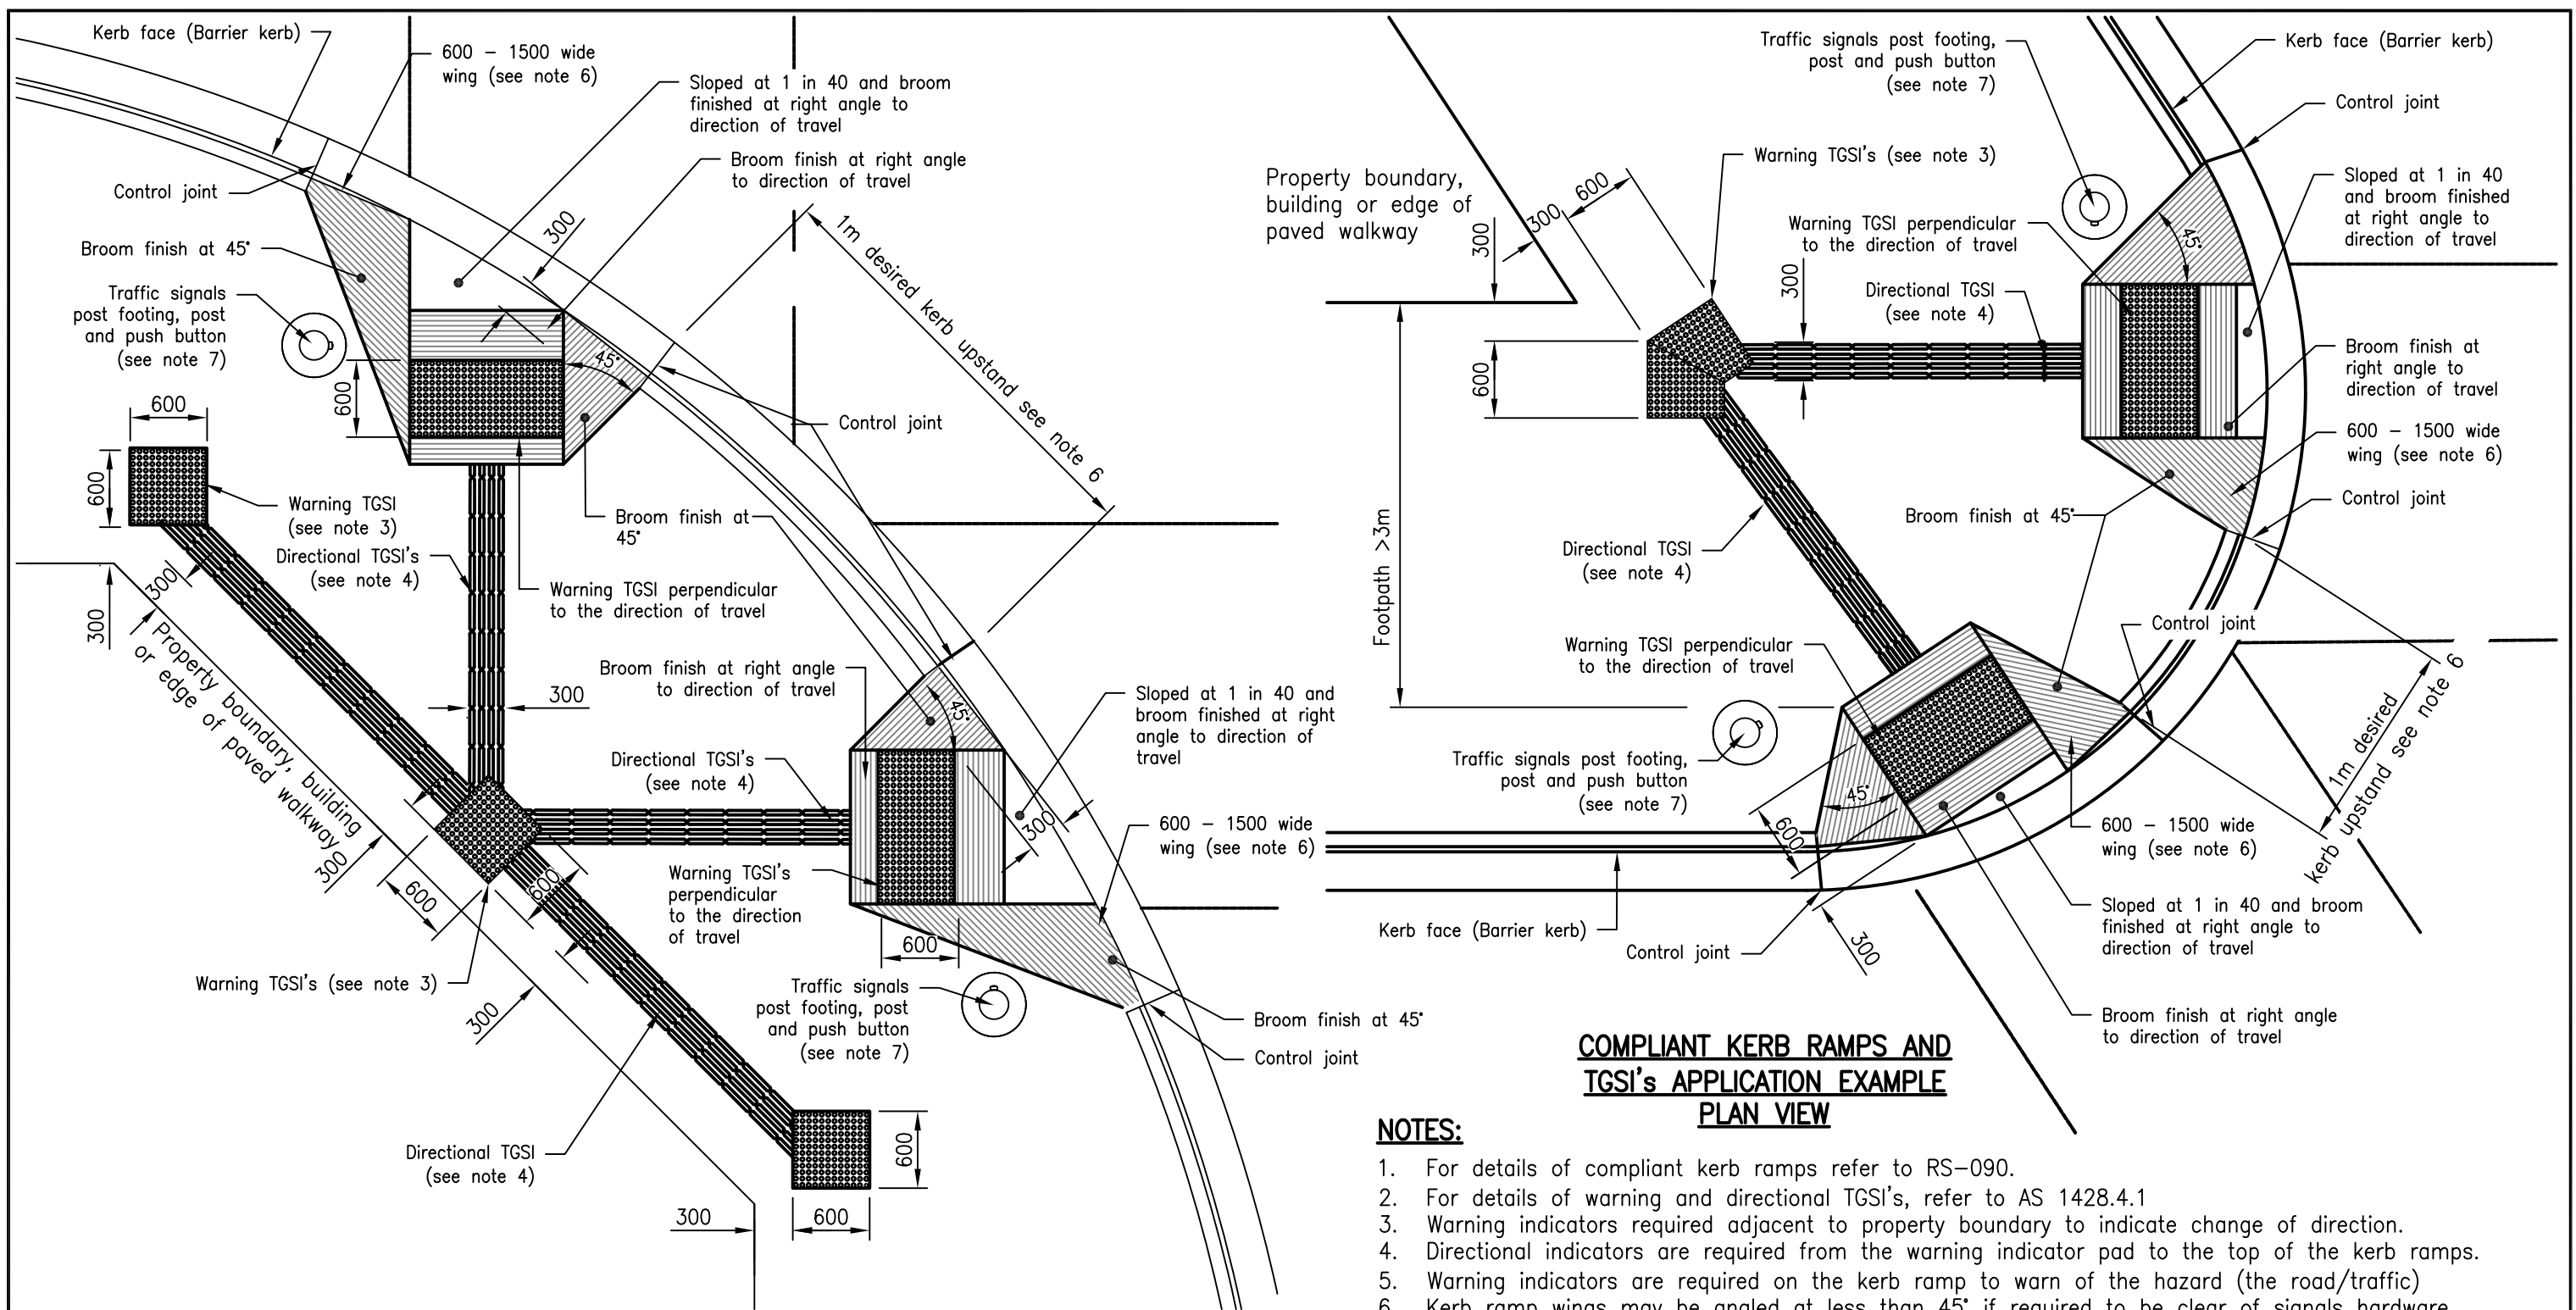 Kerb face (Barrier kerb)
600 – 1500 wide
wing (see note 6)
Sloped at 1 in 40 and broom
finished at right angle to
direction of travel
Broom finish at right angle
to direction of travel
Control joint
Broom finish at 45°
Traffic signals
post footing, post
and push button
(see note 7)
300
1m desired kerb upstand see note 6
45°
600
600
600
Control joint
Warning TGSI
(see note 3)
Directional TGSI's
(see note 4)
Broom finish at
45°
Warning TGSI perpendicular
to the direction of travel
300
300
Property boundary, building
or edge of paved walkway
300
Broom finish at right angle
to direction of travel
45°
Sloped at 1 in 40 and
broom finished at right
angle to direction of
travel
Directional TGSI's
(see note 4)
300
600 – 1500 wide
wing (see note 6)
300
600
600
Warning TGSI's
perpendicular
to the direction
of travel
600
Warning TGSI's (see note 3)
300
Traffic signals
post footing, post
and push button
(see note 7)
Broom finish at 45°
Control joint
Directional TGSI
(see note 4)
600
600
300
Traffic signals post footing,
post and push button
(see note 7)
Kerb face (Barrier kerb)
Control joint
Warning TGSI's (see note 3)
Property boundary,
building or edge of
paved walkway
600
300
300
Sloped at 1 in 40
and broom finished
at right angle to
direction of travel
Warning TGSI perpendicular
to the direction of travel
45°
300
Directional TGSI
(see note 4)
600
Broom finish at
right angle to
direction of travel
600 – 1500 wide
wing (see note 6)
Control joint
Broom finish at 45°
Footpath >3m
Directional TGSI
(see note 4)
Control joint
Warning TGSI perpendicular
to the direction of travel
1m desired
kerb upstand see note 6
Traffic signals post footing,
post and push button
(see note 7)
45°
600
600 – 1500 wide
wing (see note 6)
Kerb face (Barrier kerb)
Control joint
300
Sloped at 1 in 40 and broom
finished at right angle to
direction of travel
Broom finish at right angle
to direction of travel
COMPLIANT KERB RAMPS AND
TGSI's APPLICATION EXAMPLE
PLAN VIEW
NOTES:
1. For details of compliant kerb ramps refer to RS–090.
2. For details of warning and directional TGSI's, refer to AS 1428.4.1
3. Warning indicators required adjacent to property boundary to indicate change of direction.
4. Directional indicators are required from the warning indicator pad to the top of the kerb ramps.
5. Warning indicators are required on the kerb ramp to warn of the hazard (the road/traffic)
6. Kerb ramp wings may be angled at less than 45° if required to be clear of signals hardware